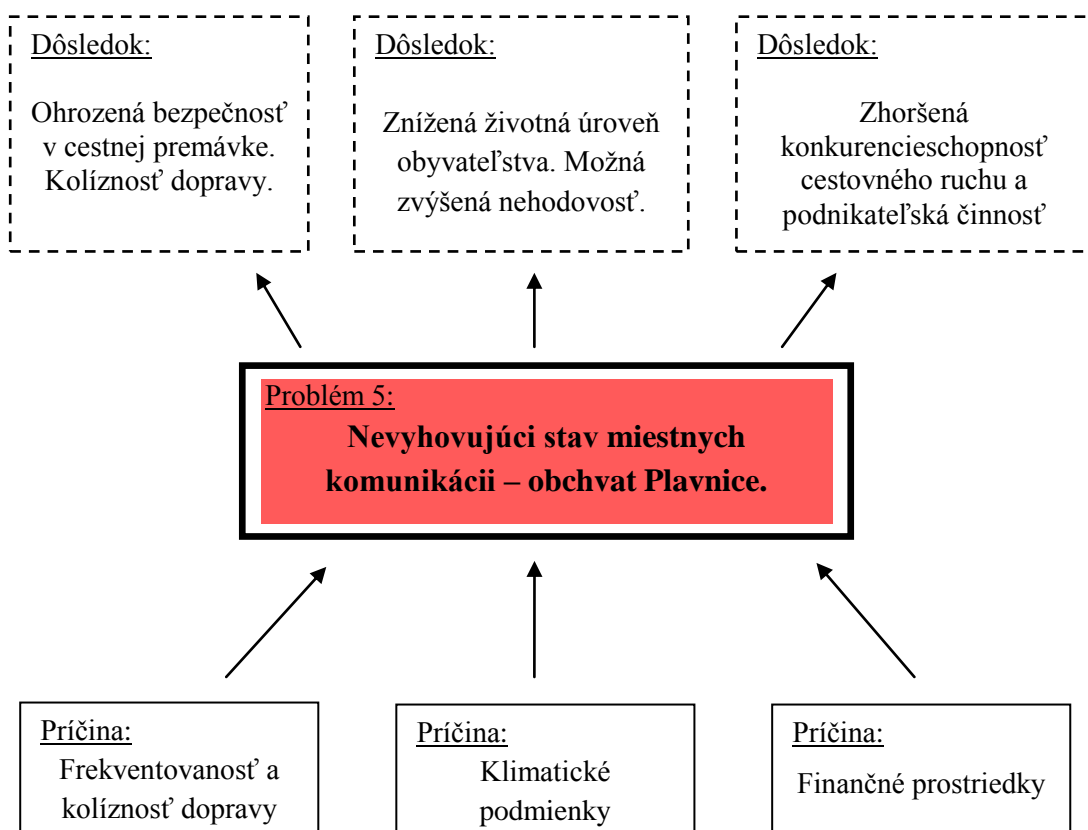 Dôsledok:
Ohrozená bezpečnosť
v cestnej premávke.
Kolíznosť dopravy.
Dôsledok:
Znížená životná úroveň
obyvateľstva. Možná
zvýšená nehodovosť.
Dôsledok:
Zhoršená
konkurencieschopnosť
cestovného ruchu a
podnikateľská činnosť
Problém 5:
Nevyhovujúci stav miestnych
komunikácii – obchvat Plavnice.
Príčina:
Frekventovanosť a
kolíznosť dopravy
Príčina:
Klimatické
podmienky
Príčina:
Finančné prostriedky